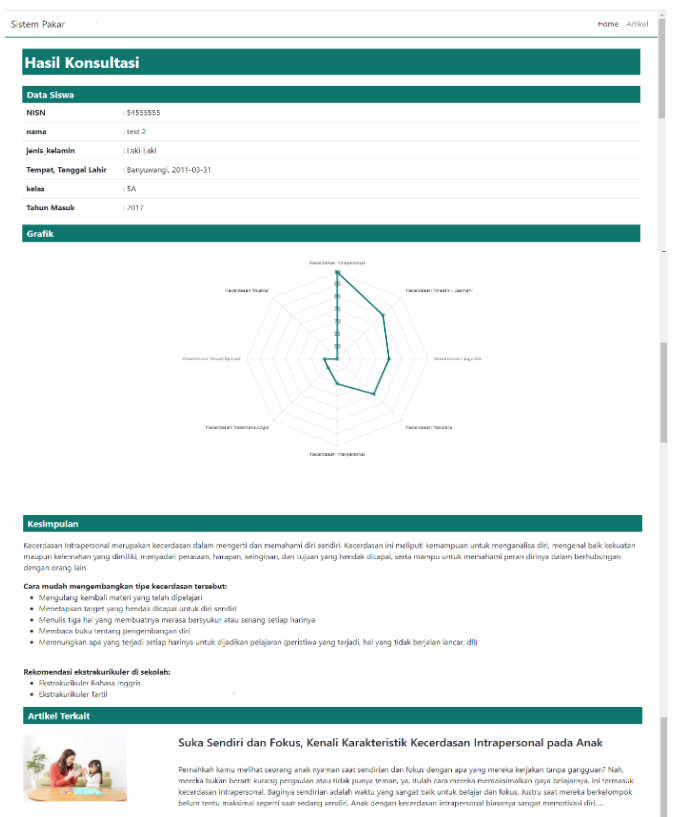 Sistem Pakar
Home Artikel
Hasil Konsultasi
Data Siswa
NISN : 54555555
nama : test 2
jenis_kelamin : Laki-Laki
Tempat, Tanggal Lahir : Banyuwangi, 2011-03-31
kelas : 5A
Tahun Masuk : 2017
Grafik
Kecerdasan Intrapersonal
Kecerdasan Musikal
Kecerdasan Kinestik - Jasmani
Kecerdasan Visual-Spasial
Kecerdasan Linguistik
Kecerdasan Matematis-Logis
Kecerdasan Naturalis
Kecerdasan Interpersonal
Kesimpulan
Kecerdasan Intrapersonal merupakan kecerdasan dalam mengerti dan memahami diri sendiri. Kecerdasan ini meliputi kemampuan untuk menganalisa diri, mengenal baik kekuatan
maupun kelemahan yang dimiliki, menyadari perasaan, harapan, keinginan, dan tujuan yang hendak dicapai, serta mampu untuk memahami peran dirinya dalam berhubungan
dengan orang lain.
Cara mudah mengembangkan tipe kecerdasan tersebut:
• Mengulang kembali materi yang telah dipelajari
• Menetapkan target yang hendak dicapai untuk diri sendiri
• Menulis tiga hal yang membuatnya merasa bersyukur atau senang setiap harinya
• Membaca buku tentang pengembangan diri
• Merenungkan apa yang terjadi setiap harinya untuk dijadikan pelajaran (peristiwa yang terjadi, hal yang tidak berjalan lancar, dll)
Rekomendasi ekstrakurikuler di sekolah:
• Ekstrakurikuler Bahasa Inggris
• Ekstrakurikuler Tartil
Artikel Terkait
Suka Sendiri dan Fokus, Kenali Karakteristik Kecerdasan Intrapersonal pada Anak
Pernahkah kamu melihat seorang anak nyaman saat sendirian dan fokus dengan apa yang mereka kerjakan tanpa gangguan? Nah,
mereka bukan berarti kurang pergaulan atau tidak punya teman, ya. Itulah cara mereka memaksimalkan gaya belajarnya. Ini termasuk
kecerdasan intrapersonal. Baginya sendirian adalah waktu yang sangat baik untuk belajar dan fokus. Justru saat mereka berkelompok
belum tentu maksimal seperti saat sedang sendiri. Anak dengan kecerdasan intrapersonal biasanya sangat memotivasi diri. ...